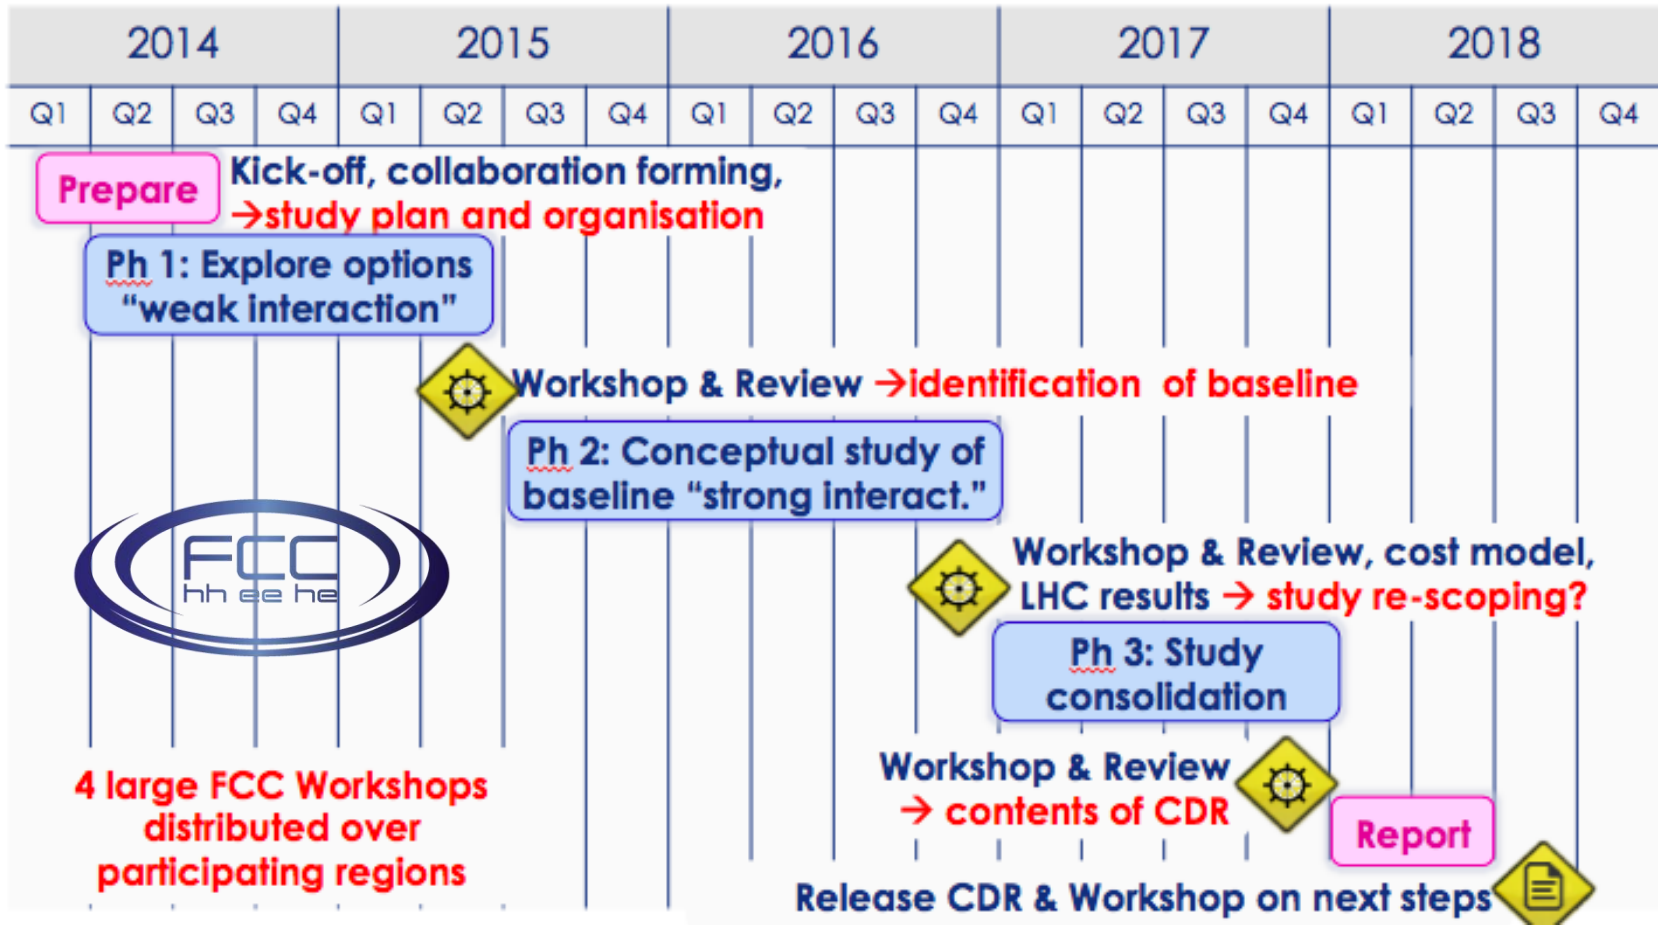 2014 2015 2016 2017 2018
Q1 Q2 Q3 Q4 Q1 Q2 Q3 Q4 Q1 Q2 Q3 Q4 Q1 Q2 Q3 Q4 Q1 Q2 Q3 Q4
Prepare
Kick-off, collaboration forming,
→study plan and organisation
Ph 1: Explore options
“weak interaction”
Workshop & Review →identification of baseline
Ph 2: Conceptual study of
baseline “strong interact.”
FCC
hh ee he
Workshop & Review, cost model,
LHC results → study re-scoping?
Ph 3: Study
consolidation
Workshop & Review
→ contents of CDR
4 large FCC Workshops
distributed over
participating regions
Report
Release CDR & Workshop on next steps